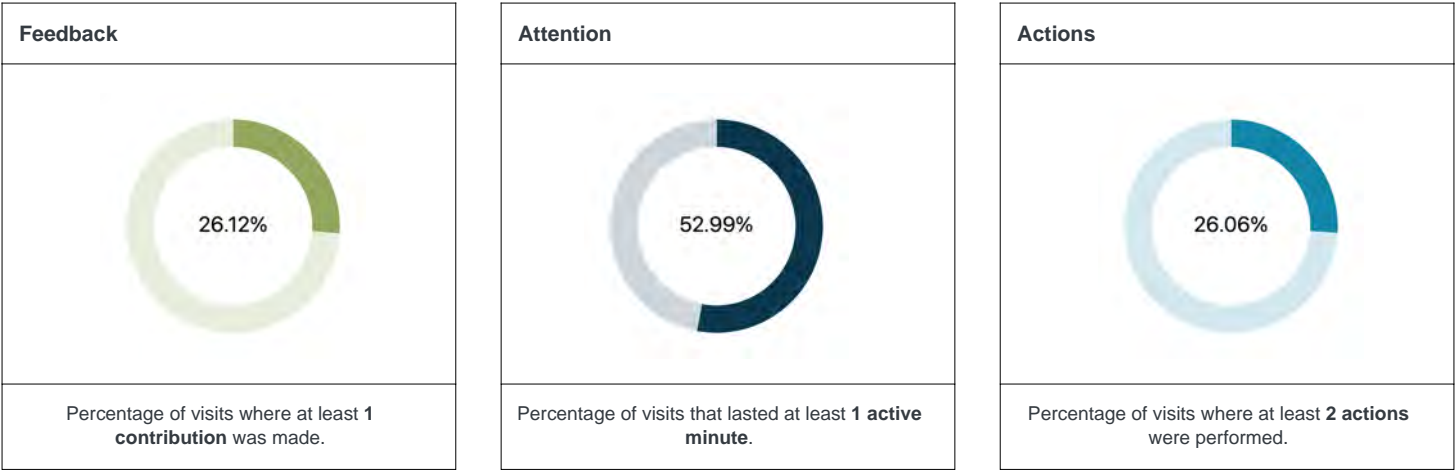 Feedback
26.12%
Percentage of visits where at least 1
contribution was made.
Attention
52.99%
Percentage of visits that lasted at least 1 active
minute.
Actions
26.06%
Percentage of visits where at least 2 actions
were performed.